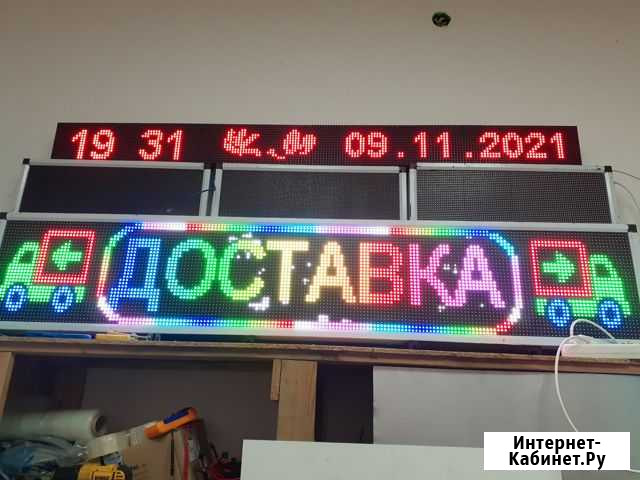 19 31 09.11.2021
ДОСТАВКА
Интернет-
Кабинет.Ру